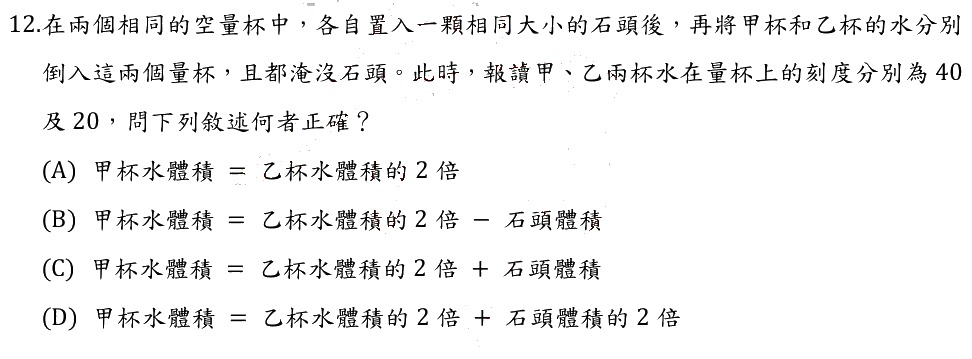 12.在兩個相同的空量杯中，各自置入一顆相同大小的石頭後，再將甲杯和乙杯的水分別
倒入這兩個量杯，且都淹沒石頭。此時，報讀甲、乙兩杯水在量杯上的刻度分別為 40
及 20，問下列敘述何者正確？
(A) 甲杯水體積 = 乙杯水體積的 2 倍
(B) 甲杯水體積 = 乙杯水體積的 2 倍 − 石頭體積
(C) 甲杯水體積 = 乙杯水體積的 2 倍 + 石頭體積
(D) 甲杯水體積 = 乙杯水體積的 2 倍 + 石頭體積的 2 倍